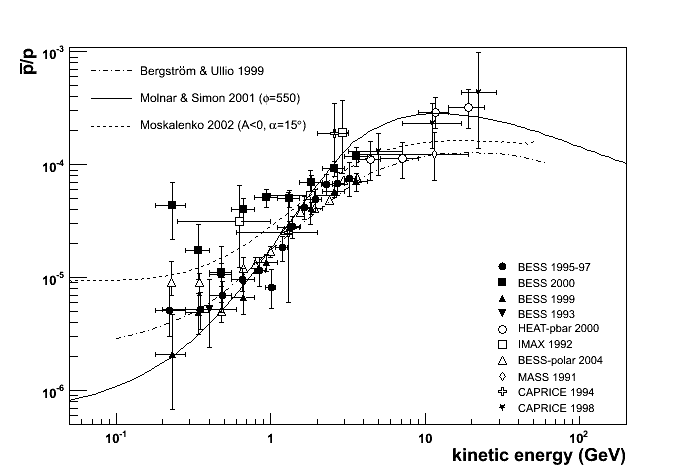 p̅/p
10⁻³
10⁻⁴
10⁻⁵
10⁻⁶
Bergström & Ullio 1999
Molnar & Simon 2001 (ϕ=550)
Moskalenko 2002 (A<0, α=15°)
BESS 1995-97
BESS 2000
BESS 1999
BESS 1993
HEAT-pbar 2000
IMAX 1992
BESS-polar 2004
MASS 1991
CAPRICE 1994
CAPRICE 1998
10⁻¹ 1 10 10²
kinetic energy (GeV)